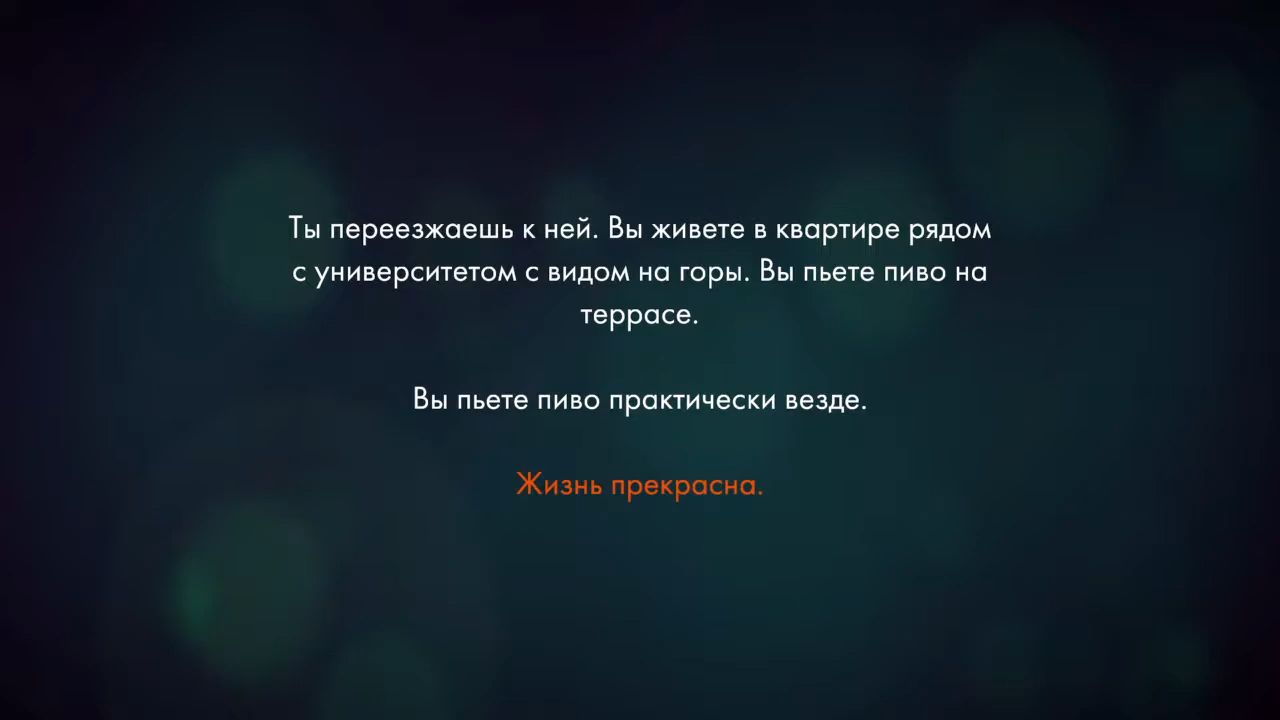 Ты переезжаешь к ней. Вы живете в квартире рядом
с университетом с видом на горы. Вы пьете пиво на
террасе.
Вы пьете пиво практически везде.
Жизнь прекрасна.